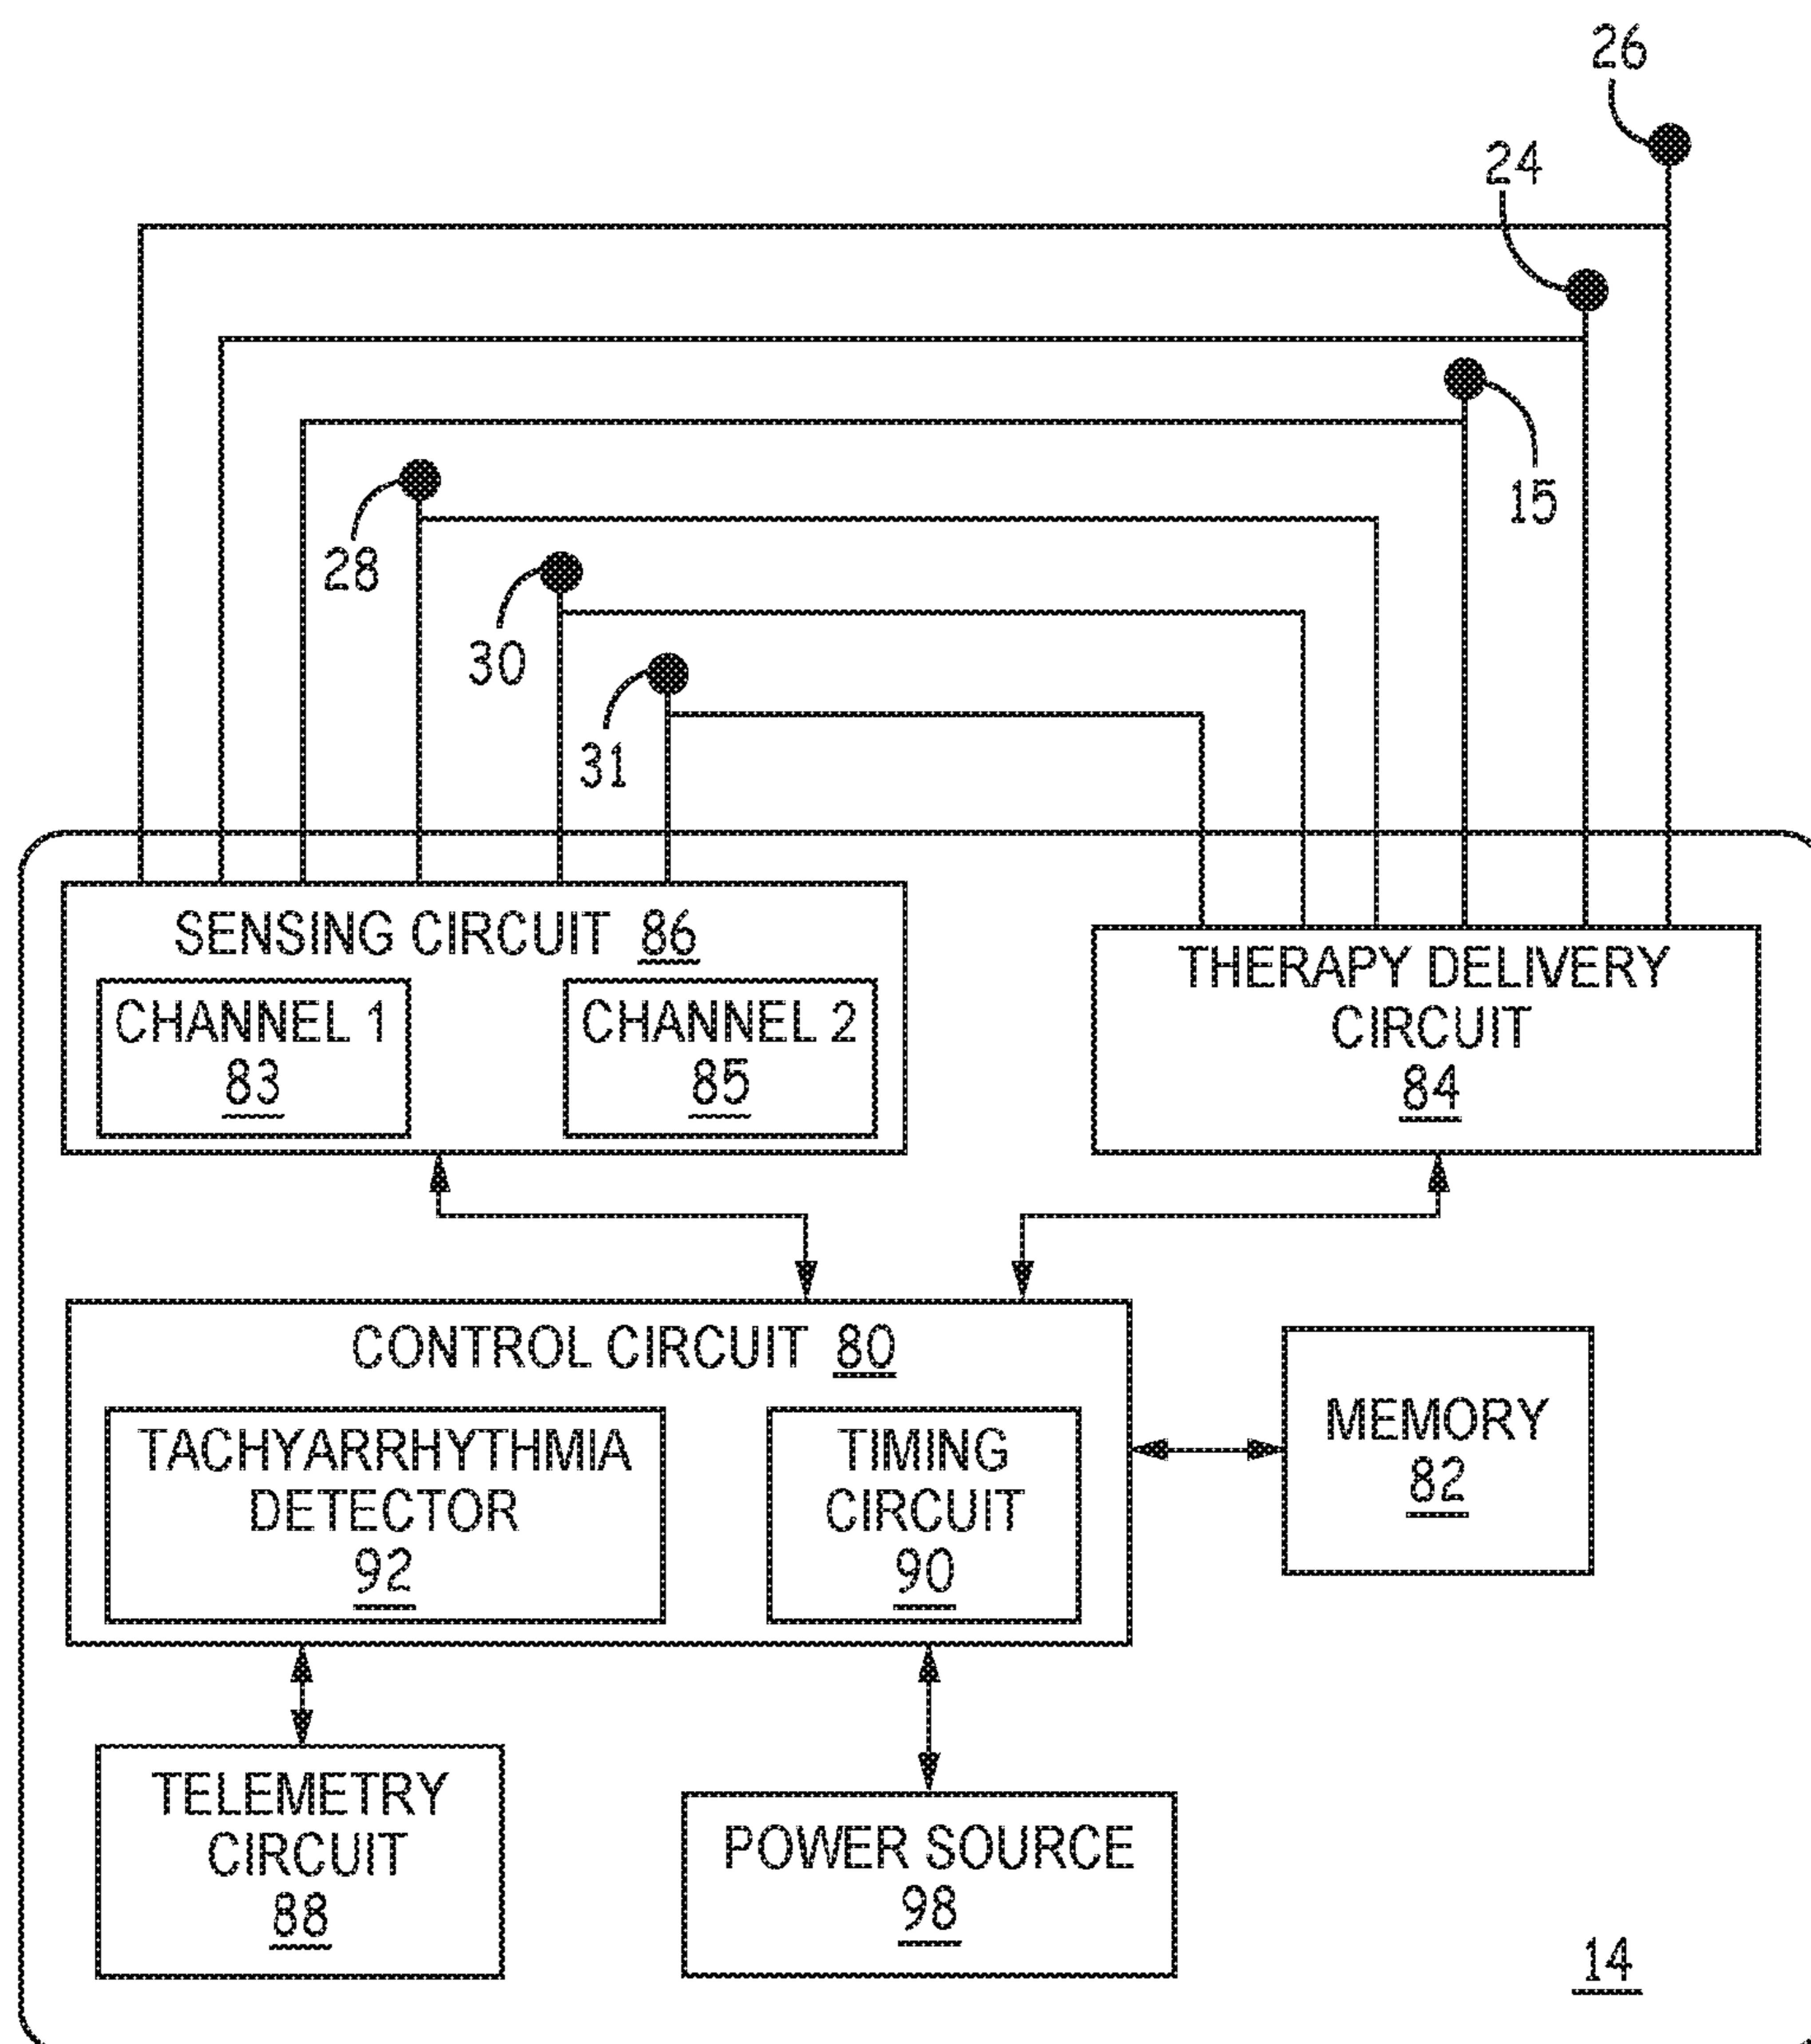 26
24
15
28
30
31
SENSING CIRCUIT 86
CHANNEL 1
83
CHANNEL 2
85
THERAPY DELIVERY
CIRCUIT
84
CONTROL CIRCUIT 80
TACHYARRHYTHMIA
DETECTOR
92
TIMING
CIRCUIT
90
MEMORY
82
TELEMETRY
CIRCUIT
88
POWER SOURCE
98
14